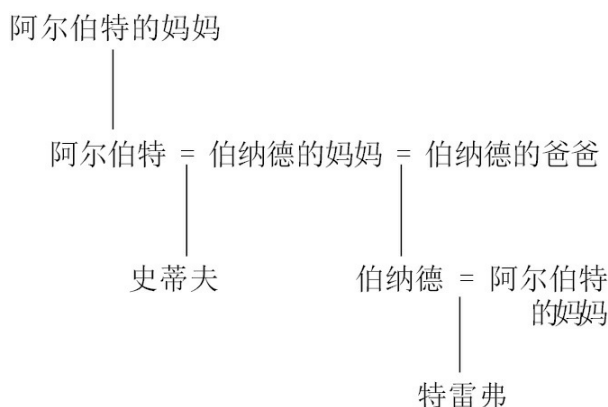 阿尔伯特的妈妈
阿尔伯特 = 伯纳德的妈妈 = 伯纳德的爸爸
史蒂夫
伯纳德 = 阿尔伯特
的妈妈
特雷弗